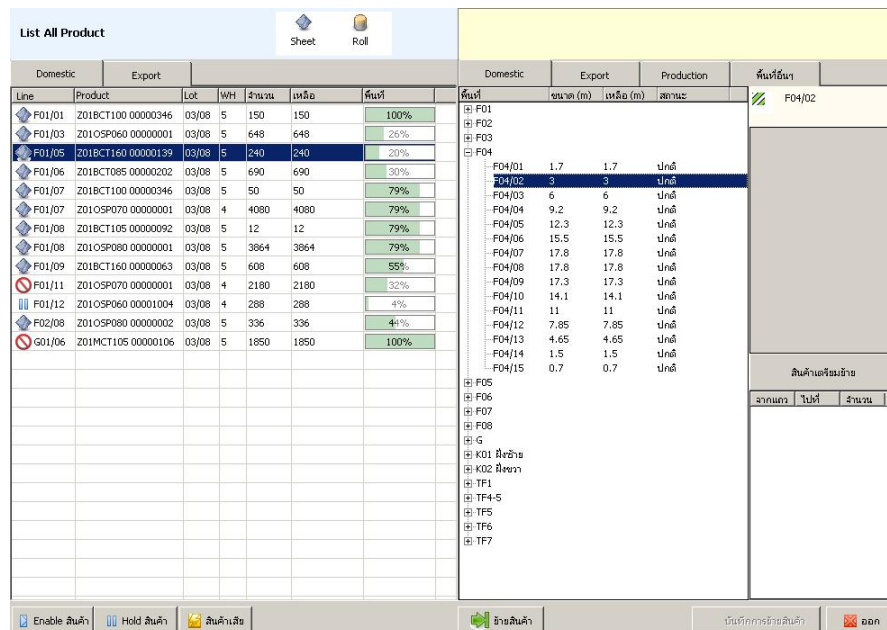 List All Product
Sheet Roll
Domestic Export
Line Product Lot WH จำนวน เหลือ พื้นที่
F01/01 Z01BCT100 00000346 03/08 5 150 150 100%
F01/03 Z01OSP060 00000001 03/08 5 648 648 26%
F01/05 Z01BCT160 00000139 03/08 5 240 240 20%
F01/06 Z01BCT085 00000202 03/08 5 690 690 30%
F01/07 Z01BCT100 00000346 03/08 5 50 50 79%
F01/07 Z01OSP070 00000001 03/08 4 4080 4080 79%
F01/08 Z01BCT105 00000092 03/08 5 12 12 79%
F01/08 Z01OSP080 00000001 03/08 5 3864 3864 79%
F01/09 Z01BCT160 00000063 03/08 5 608 608 55%
F01/11 Z01OSP070 00000001 03/08 4 2180 2180 32%
F01/12 Z01OSP060 00001004 03/08 4 288 288 4%
F02/08 Z01OSP080 00000002 03/08 5 336 336 44%
G01/06 Z01MCT105 00000106 03/08 5 1850 1850 100%
Enable สินค้า Hold สินค้า สินค้าเสีย
Domestic Export Production พื้นที่อื่นๆ
พื้นที่ ขนาด (m) เหลือ (m) สถานะ
F01
F02
F03
F04
F04/01 1.7 1.7 ปกติ
F04/02 3 3 ปกติ
F04/03 6 6 ปกติ
F04/04 9.2 9.2 ปกติ
F04/05 12.3 12.3 ปกติ
F04/06 15.5 15.5 ปกติ
F04/07 17.8 17.8 ปกติ
F04/08 17.8 17.8 ปกติ
F04/09 17.3 17.3 ปกติ
F04/10 14.1 14.1 ปกติ
F04/11 11 11 ปกติ
F04/12 7.85 7.85 ปกติ
F04/13 4.65 4.65 ปกติ
F04/14 1.5 1.5 ปกติ
F04/15 0.7 0.7 ปกติ
F05
F06
F07
F08
G
K01 ฝั่งซ้าย
K02 ฝั่งขวา
TF1
TF4-5
TF5
TF6
TF7
F04/02
สินค้าเตรียมย้าย
จากแถว ไปที่ จำนวน
ย้ายสินค้า บันทึกการย้ายสินค้า ออก